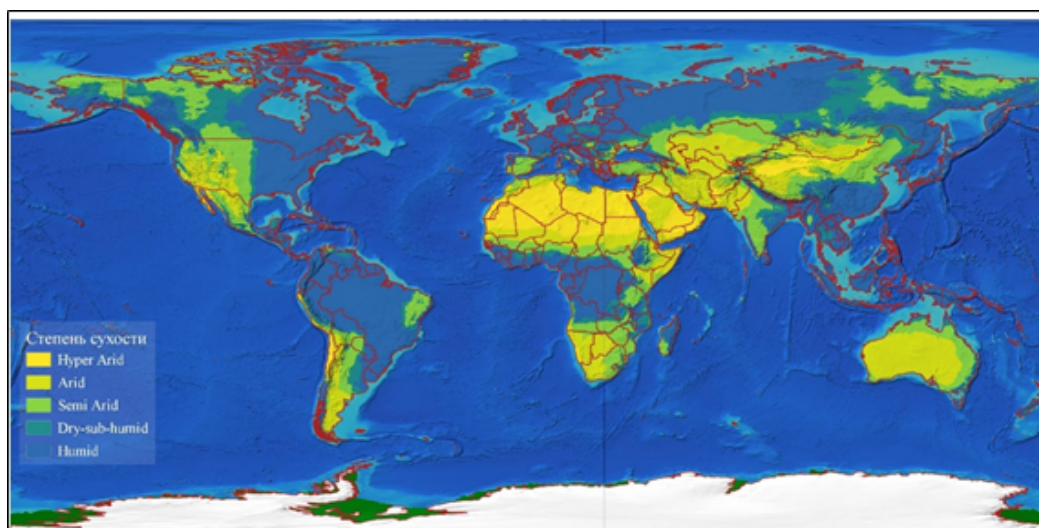 Степень сухости
Hyper Arid
Arid
Semi Arid
Dry-sub-humid
Humid